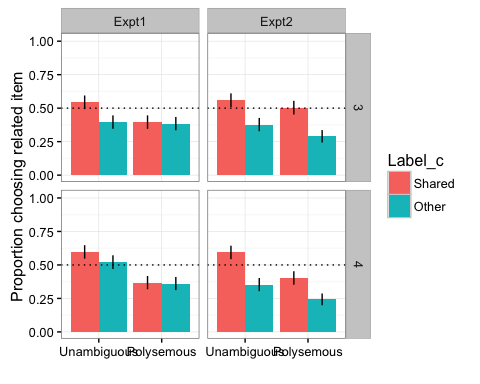 Expt1 Expt2
Proportion choosing related item
1.00
0.75
0.50
0.25
0.00
3
1.00
0.75
0.50
0.25
0.00
4
Unambiguous Polysemous Unambiguous Polysemous
Label_c
Shared
Other